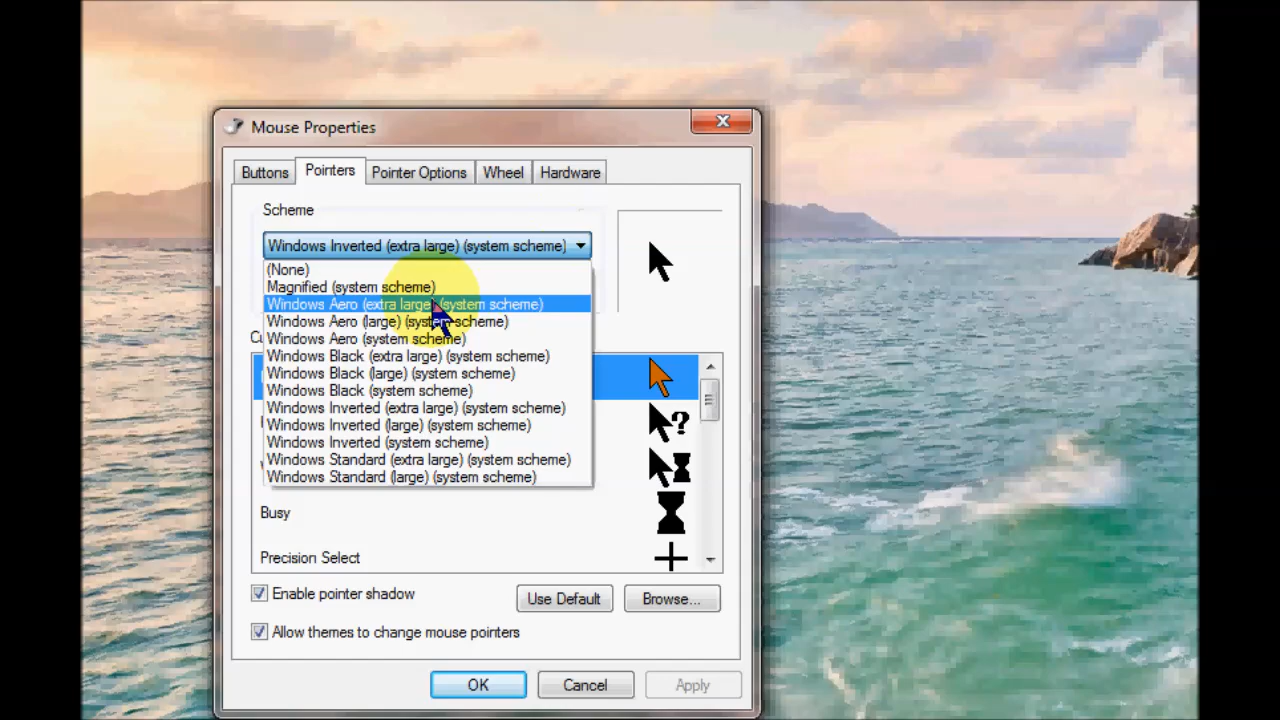 Mouse Properties
Buttons
Pointers
Pointer Options
Wheel
Hardware
Scheme
Windows Inverted (extra large) (system scheme)
(None)
Magnified (system scheme)
Windows Aero (extra large) (system scheme)
Windows Aero (large) (system scheme)
Windows Aero (system scheme)
Windows Black (extra large) (system scheme)
Windows Black (large) (system scheme)
Windows Black (system scheme)
Windows Inverted (extra large) (system scheme)
Windows Inverted (large) (system scheme)
Windows Inverted (system scheme)
Windows Standard (extra large) (system scheme)
Windows Standard (large) (system scheme)
Busy
Precision Select
Enable pointer shadow
Use Default
Browse...
Allow themes to change mouse pointers
OK
Cancel
Apply